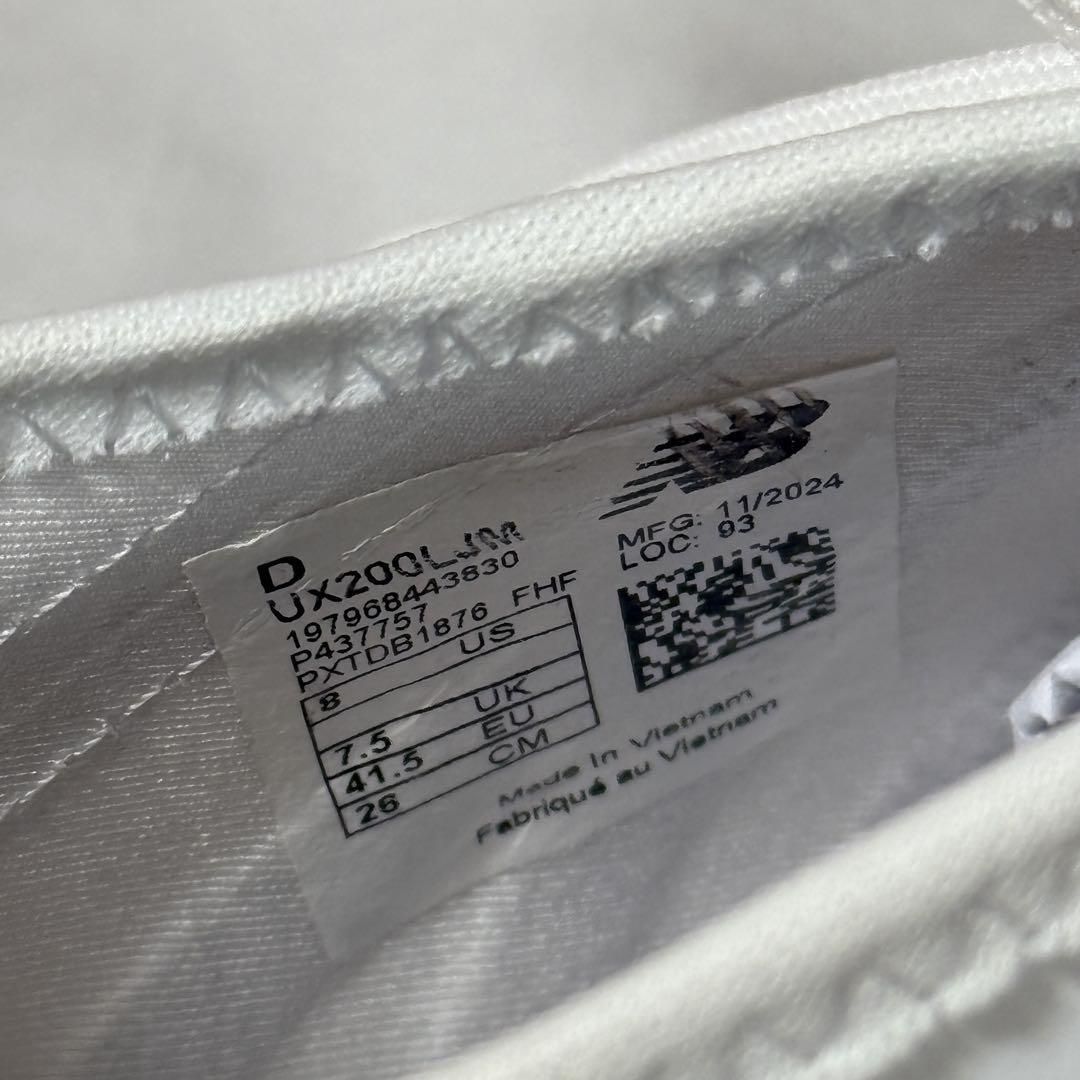 D
UX200LJM
197968443830
P437757
PXTDB1876 FHF
8 US
7.5 UK
41.5 EU
26 CM
MFG: 11/2024
LOC: 93
Made In Vietnam
Fabriqué au Vietnam